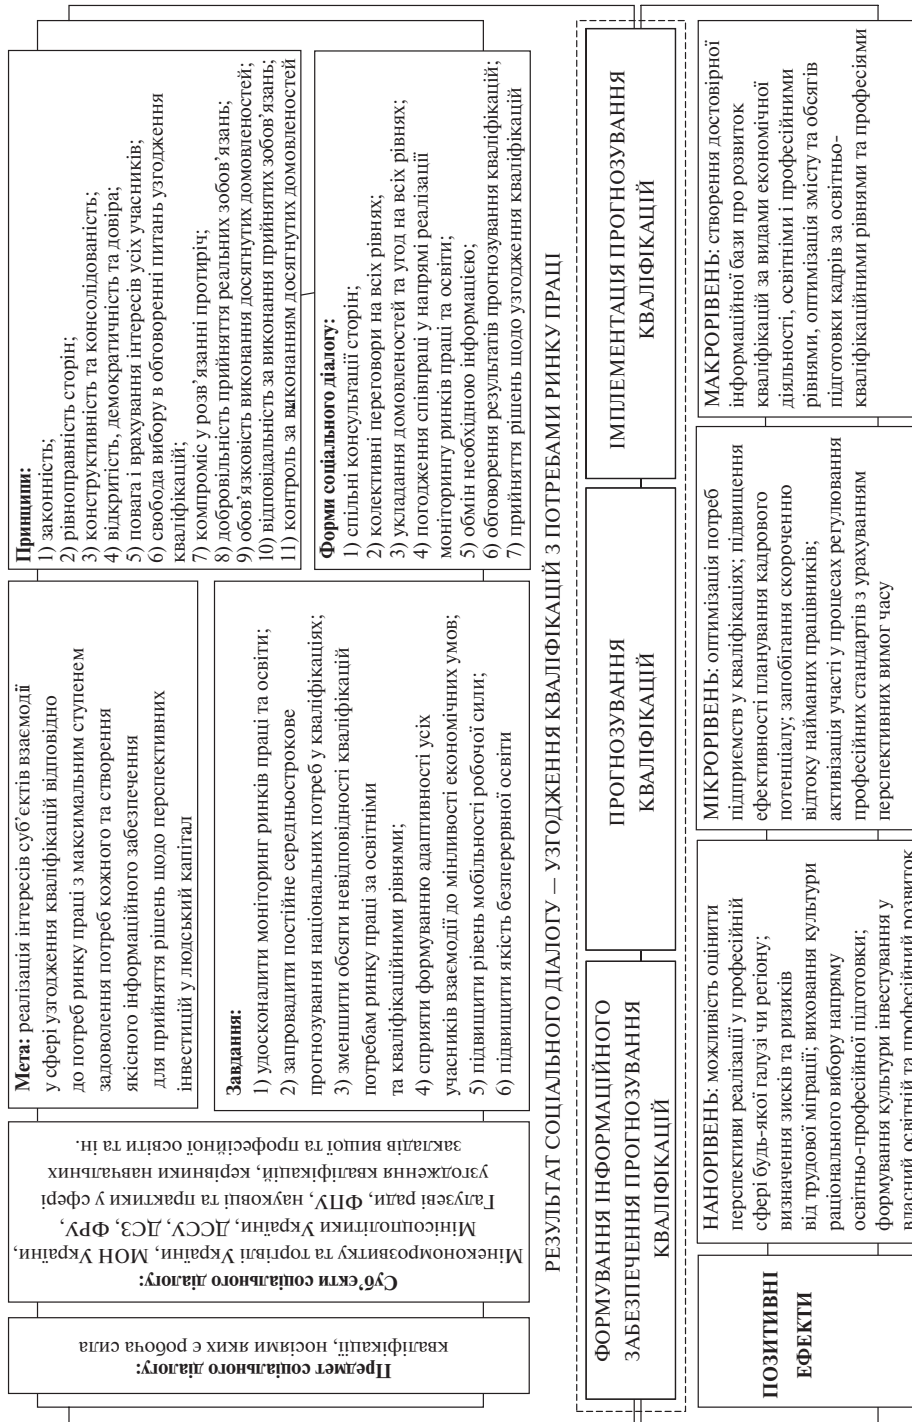 Предмет соціального діалогу:
кваліфікації, носіями яких є робоча сила
Суб’єкти соціального діалогу:
Мінекономрозвитку та торгівлі України, МОН України,
Мінісоцполітики України, ДССУ, ДСЗ, ФРУ,
Галузеві ради, ФПУ, науковці та практики у сфері
узгодження кваліфікацій, керівники навчальних
закладів вищої та професійної освіти та ін.
Мета: реалізація інтересів суб’єктів взаємодії
у сфері узгодження кваліфікацій відповідно
до потреб ринку праці з максимальним ступенем
задоволення потреб кожного та створення
якісного інформаційного забезпечення
для прийняття рішень щодо перспективних
інвестицій у людський капітал
Завдання:
1) удосконалити моніторинг ринків праці та освіти;
2) запровадити постійне середньострокове
прогнозування національних потреб у кваліфікаціях;
3) зменшити обсяги невідповідності кваліфікацій
потребам ринку праці за освітніми
та кваліфікаційними рівнями;
4) сприяти формуванню адаптивності усіх
учасників взаємодії до мінливості економічних умов;
5) підвищити рівень мобільності робочої сили;
6) підвищити якість безперервної освіти
Принципи:
1) законність;
2) рівноправність сторін;
3) конструктивність та консолідованість;
4) відкритість, демократичність та довіра;
5) повага і врахування інтересів усіх учасників;
6) свобода вибору в обговоренні питань узгодження
кваліфікацій;
7) компроміс у розв’язанні протиріч;
8) добровільність прийняття реальних зобов’язань;
9) обов’язковість виконання досягнутих домовленостей;
10) відповідальність за виконання прийнятих зобов’язань;
11) контроль за виконанням досягнутих домовленостей
Форми соціального діалогу:
1) спільні консультації сторін;
2) колективні переговори на всіх рівнях;
3) укладання домовленостей та угод на всіх рівнях;
4) погодження співпраці у напрямі реалізації
моніторингу ринків праці та освіти;
5) обмін необхідною інформацією;
6) обговорення результатів прогнозування кваліфікацій;
7) прийняття рішень щодо узгодження кваліфікацій
РЕЗУЛЬТАТ СОЦІАЛЬНОГО ДІАЛОГУ — УЗГОДЖЕННЯ КВАЛІФІКАЦІЙ З ПОТРЕБАМИ РИНКУ ПРАЦІ
ФОРМУВАННЯ ІНФОРМАЦІЙНОГО
ЗАБЕЗПЕЧЕННЯ ПРОГНОЗУВАННЯ
КВАЛІФІКАЦІЙ
ПРОГНОЗУВАННЯ
КВАЛІФІКАЦІЙ
ІМПЛЕМЕНТАЦІЯ ПРОГНОЗУВАННЯ
КВАЛІФІКАЦІЙ
ПОЗИТИВНІ
ЕФЕКТИ
НАНОРІВЕНЬ: можливість оцінити
перспективи реалізації у професійній
сфері будь-якої галузі чи регіону;
визначення зисків та ризиків
від трудової міграції; виховання культури
раціонального вибору напряму
освітньо-професійної підготовки;
формування культури інвестування у
власний освітній та професійний розвиток
МІКРОРІВЕНЬ: оптимізація потреб
підприємств у кваліфікаціях; підвищення
ефективності планування кадрового
потенціалу; запобігання скороченню
відтоку найманих працівників;
активізація участі у процесах регулювання
професійних стандартів з урахуванням
перспективних вимог часу
МАКРОРІВЕНЬ: створення достовірної
інформаційної бази про розвиток
кваліфікацій за видами економічної
діяльності, освітніми і професійними
рівнями, оптимізація змісту та обсягів
підготовки кадрів за освітньо-
кваліфікаційними рівнями та професіями